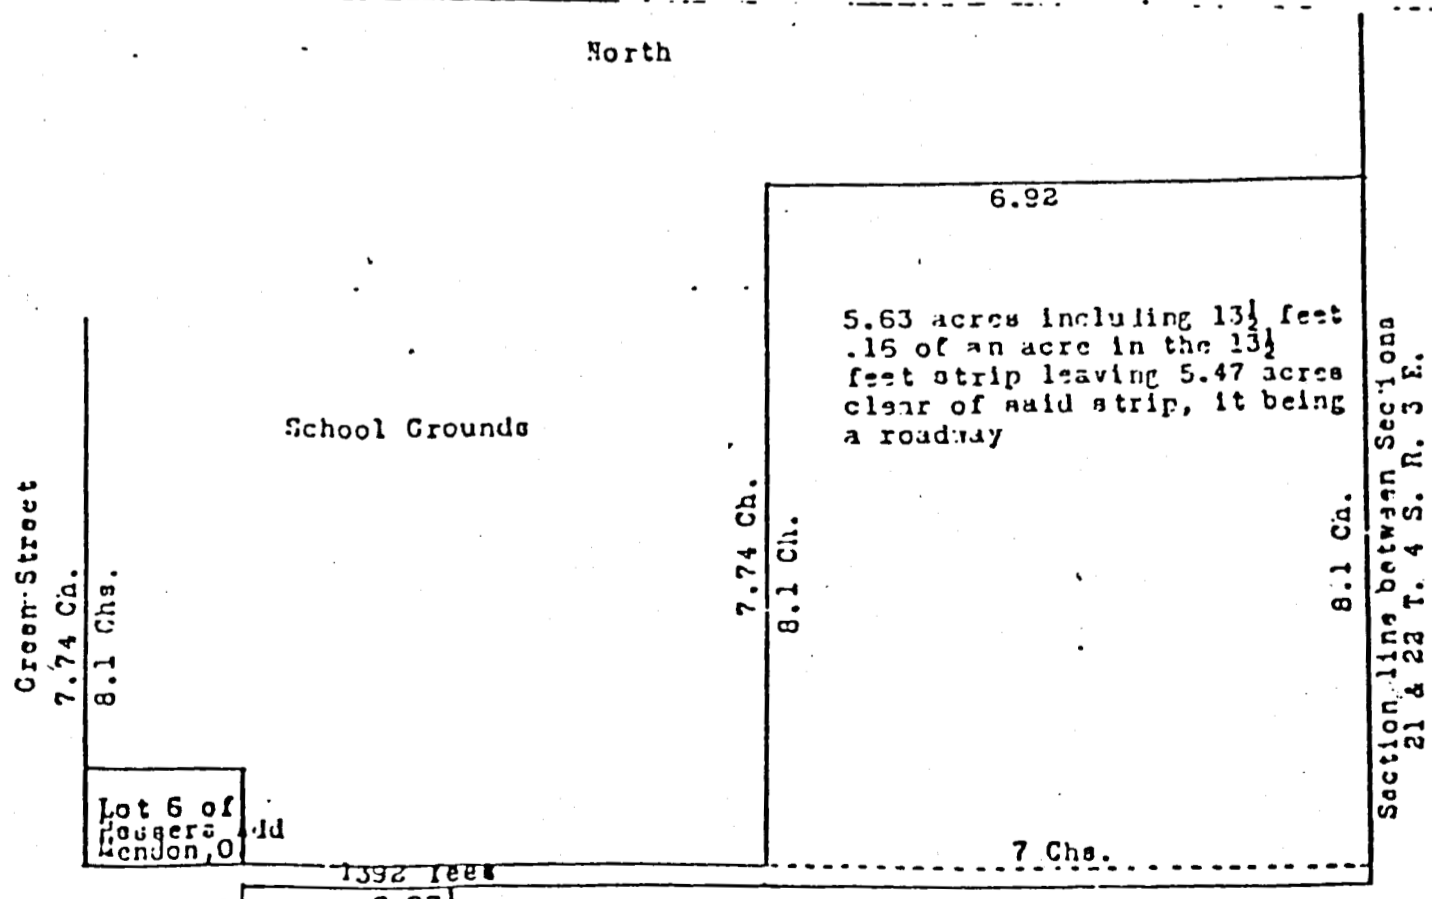 North
6.92
5.63 acres including 13½ feet
.16 of an acre in the 13½
feet strip leaving 5.47 acres
clear of said strip, it being
a roadway
School Grounds
Green Street
7.74 Ch.
8.1 Chs.
7.74 Ch.
8.1 Ch.
8.1 Ch.
Section line between Sections
21 & 22 T. 4 S. R. 3 E.
Lot 6 of
Housers Add
Mendon, O
7 Chs.
1392 feet